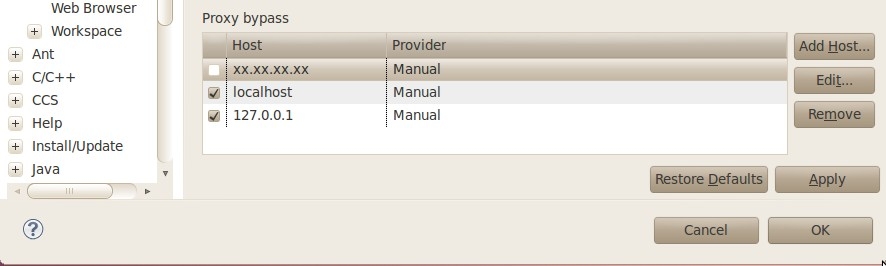 Web Browser
Workspace
Ant
C/C++
CCS
Help
Install/Update
Java
Proxy bypass
Host Provider
xx.xx.xx.xx Manual
localhost Manual
127.0.0.1 Manual
Add Host...
Edit...
Remove
Restore Defaults Apply
? Cancel OK